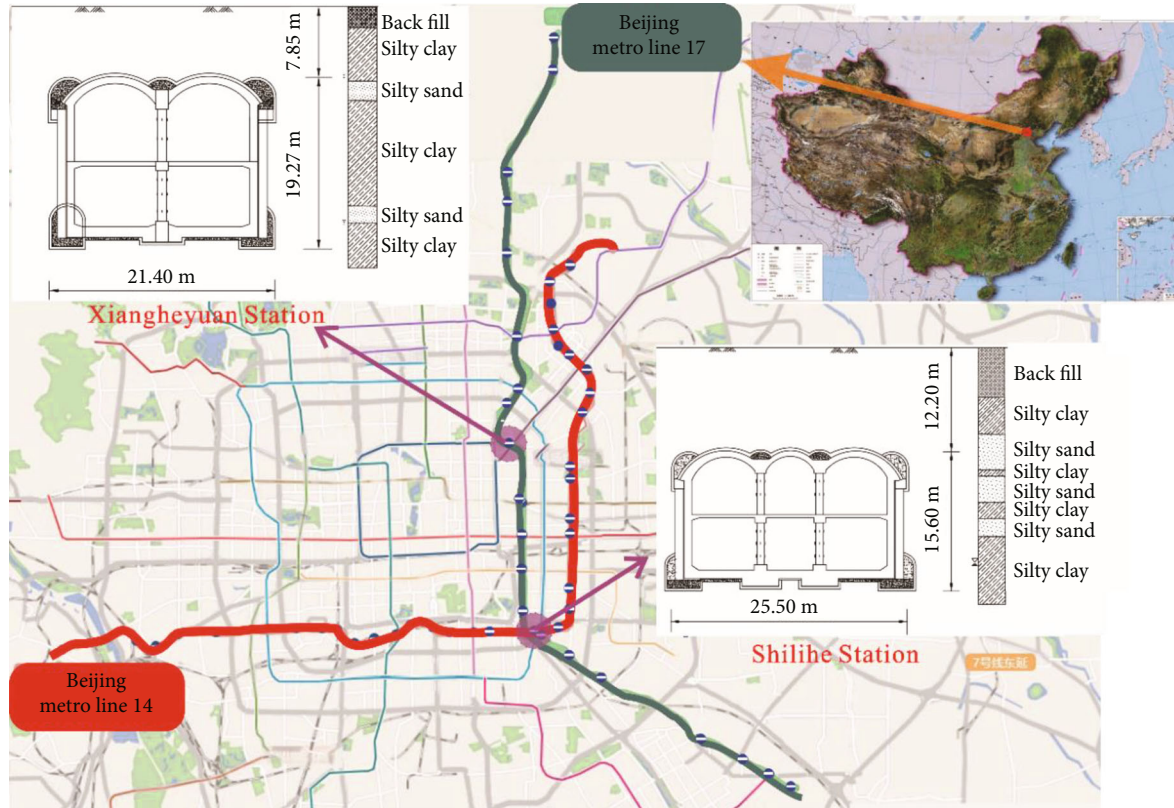 Back fill
Silty clay
Silty sand
Silty clay
Silty sand
Silty clay
7.85 m
19.27 m
21.40 m
Xiangheyuan Station
Beijing
metro line 17
Back fill
Silty clay
Silty sand
Silty clay
Silty sand
Silty clay
Silty sand
Silty clay
12.20 m
15.60 m
25.50 m
Shilihe Station
7号线东延
Beijing
metro line 14